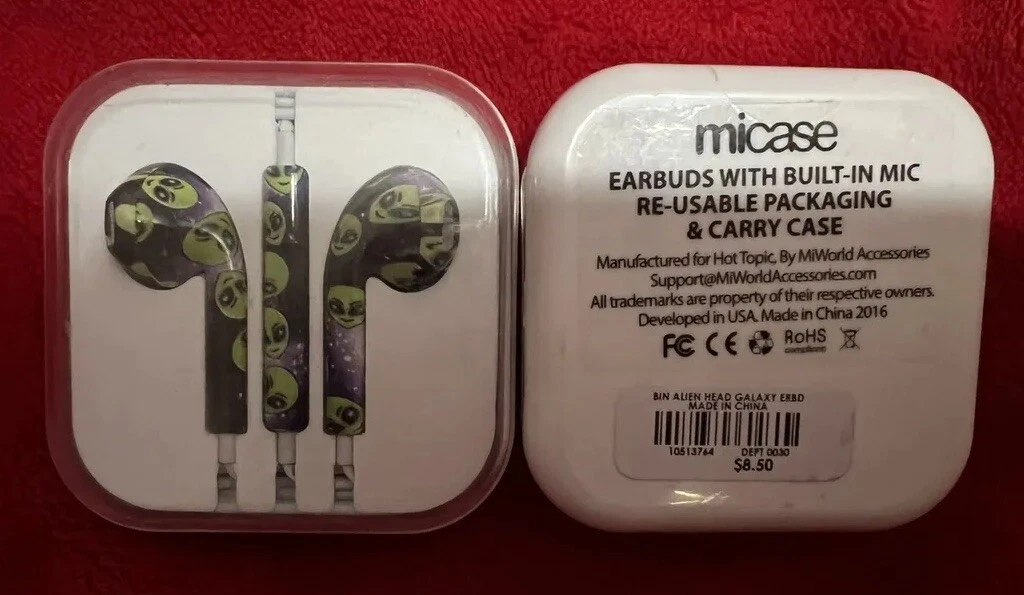 micase
EARBUDS WITH BUILT-IN MIC
RE-USABLE PACKAGING
& CARRY CASE
Manufactured for Hot Topic, By MiWorld Accessories
Support@MiWorldAccessories.com
All trademarks are property of their respective owners.
Developed in USA. Made in China 2016
FC CE RoHS
compliant
BIN ALIEN HEAD GALAXY ERBD
MADE IN CHINA
10513764 DEPT 0030
$8.50